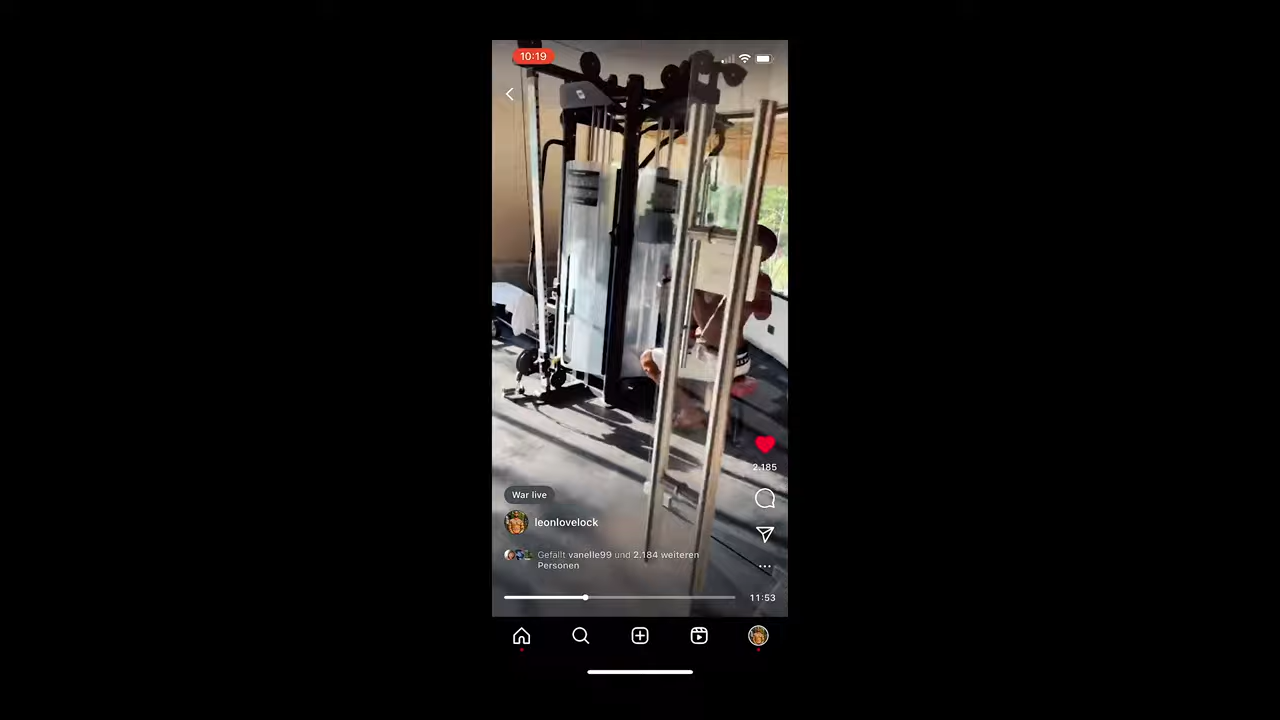 10:19
War live
leonlovelock
Gefällt vanelle99 und 2.184 weiteren
Personen
2.185
11:53